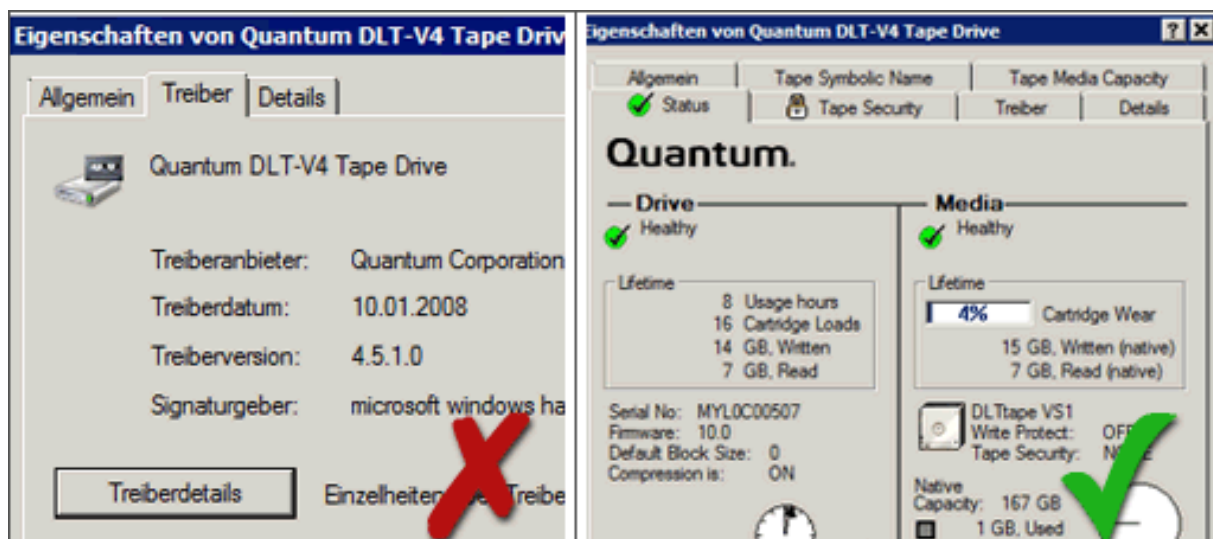 Eigenschaften von Quantum DLT-V4 Tape Driv
Allgemein Treiber Details
Quantum DLT-V4 Tape Drive
Treiberanbieter: Quantum Corporation
Treiberdatum: 10.01.2008
Treiberversion: 4.5.1.0
Signaturgeber: microsoft windows ha
Treiberdetails
Eigenschaften von Quantum DLT-V4 Tape Drive
Allgemein Tape Symbolic Name Tape Media Capacity
Status Tape Security Treiber Details
Quantum.
Drive
Healthy
Lifetime
8 Usage hours
16 Cartridge Loads
14 GB, Written
7 GB, Read
Serial No: MYL0C00507
Firmware: 10.0
Default Block Size: 0
Compression is: ON
Media
Healthy
Lifetime
4% Cartridge Wear
15 GB, Written (native)
7 GB, Read (native)
DLTtape VS1
Write Protect:
Tape Security:
Native
Capacity: 167 GB
1 GB, Used